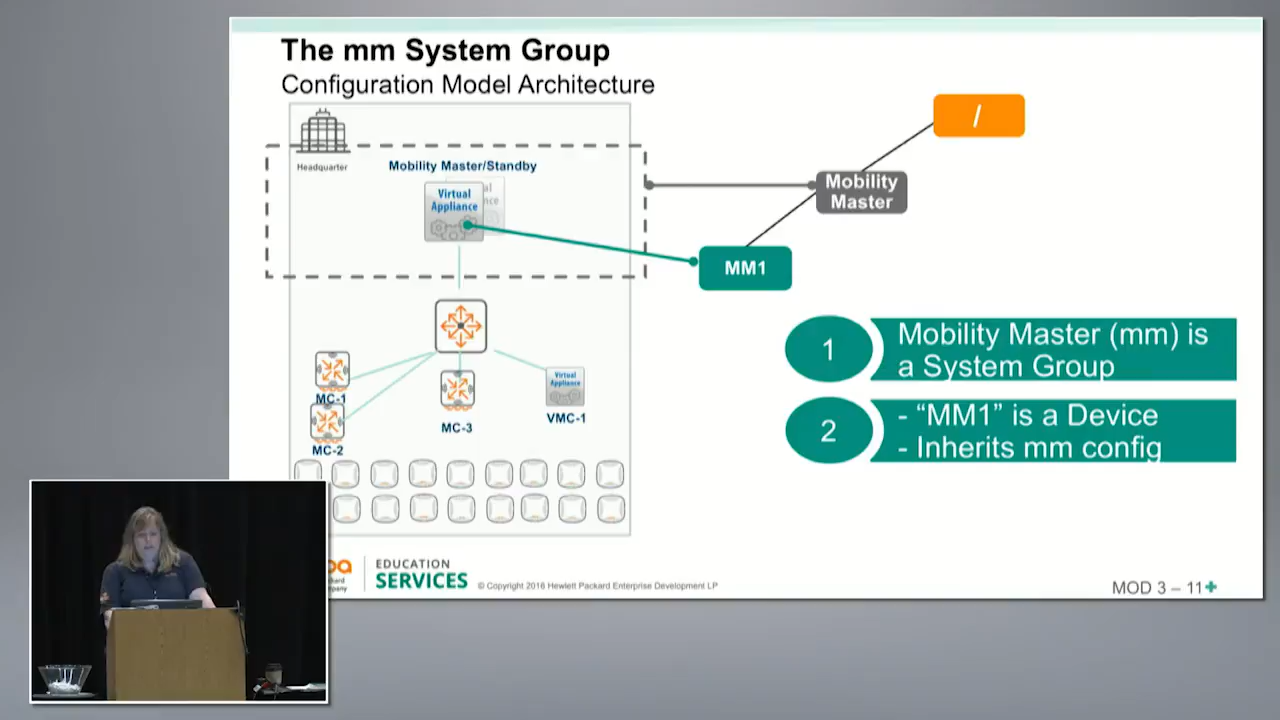 The mm System Group
Configuration Model Architecture
Headquarter
Mobility Master/Standby
Virtual
Appliance
/
Mobility
Master
MM1
1
Mobility Master (mm) is
a System Group
2
- “MM1” is a Device
- Inherits mm config
MC-1
MC-2
MC-3
Virtual
Appliance
VMC-1
EDUCATION
SERVICES
© Copyright 2016 Hewlett Packard Enterprise Development LP
MOD 3 – 11